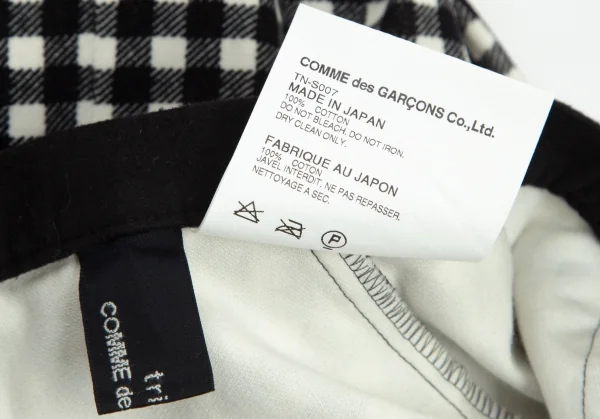 COMME des GARÇONS Co.,Ltd.
TN-S007
MADE IN JAPAN
100% COTTON
DO NOT BLEACH. DO NOT IRON.
DRY CLEAN ONLY.
FABRIQUE AU JAPON
100% COTON
JAVEL INTERDIT. NE PAS REPASSER.
NETTOYAGE A SEC.
P
tri
COMME de